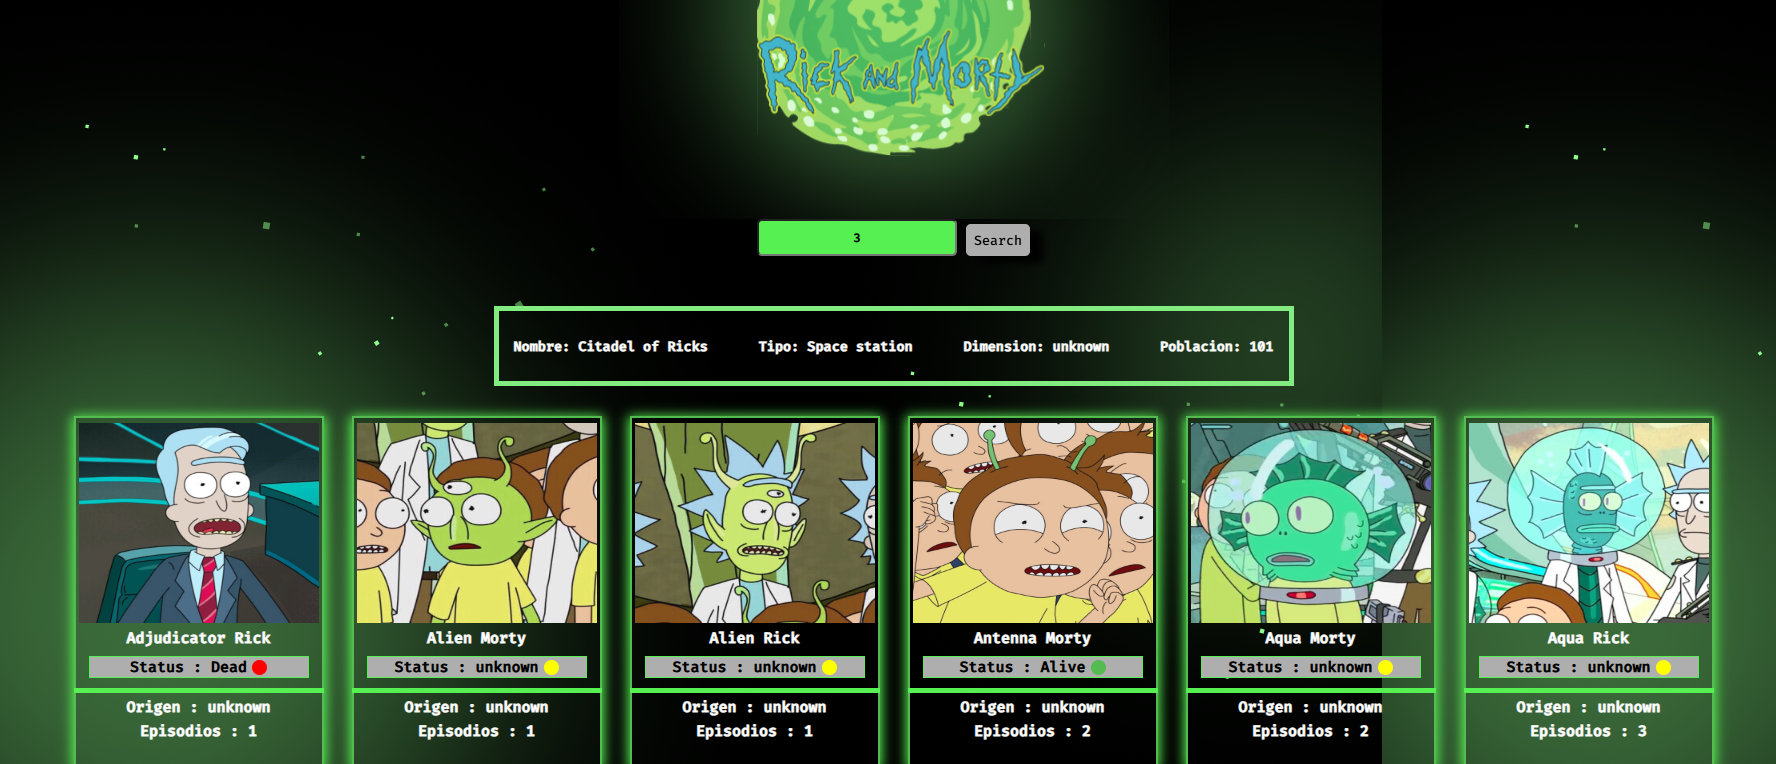 Rick and Morty
3
Search
Nombre: Citadel of Ricks Tipo: Space station Dimension: unknown Poblacion: 101
Adjudicator Rick
Status : Dead
Origen : unknown
Episodios : 1
Alien Morty
Status : unknown
Origen : unknown
Episodios : 1
Alien Rick
Status : unknown
Origen : unknown
Episodios : 1
Antenna Morty
Status : Alive
Origen : unknown
Episodios : 2
Aqua Morty
Status : unknown
Origen : unknown
Episodios : 2
Aqua Rick
Status : unknown
Origen : unknown
Episodios : 3